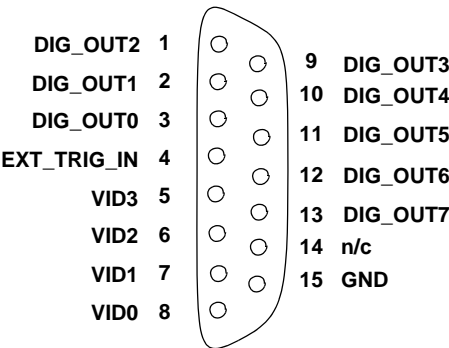 DIG_OUT2 1
DIG_OUT1 2
DIG_OUT0 3
EXT_TRIG_IN 4
VID3 5
VID2 6
VID1 7
VID0 8
9 DIG_OUT3
10 DIG_OUT4
11 DIG_OUT5
12 DIG_OUT6
13 DIG_OUT7
14 n/c
15 GND